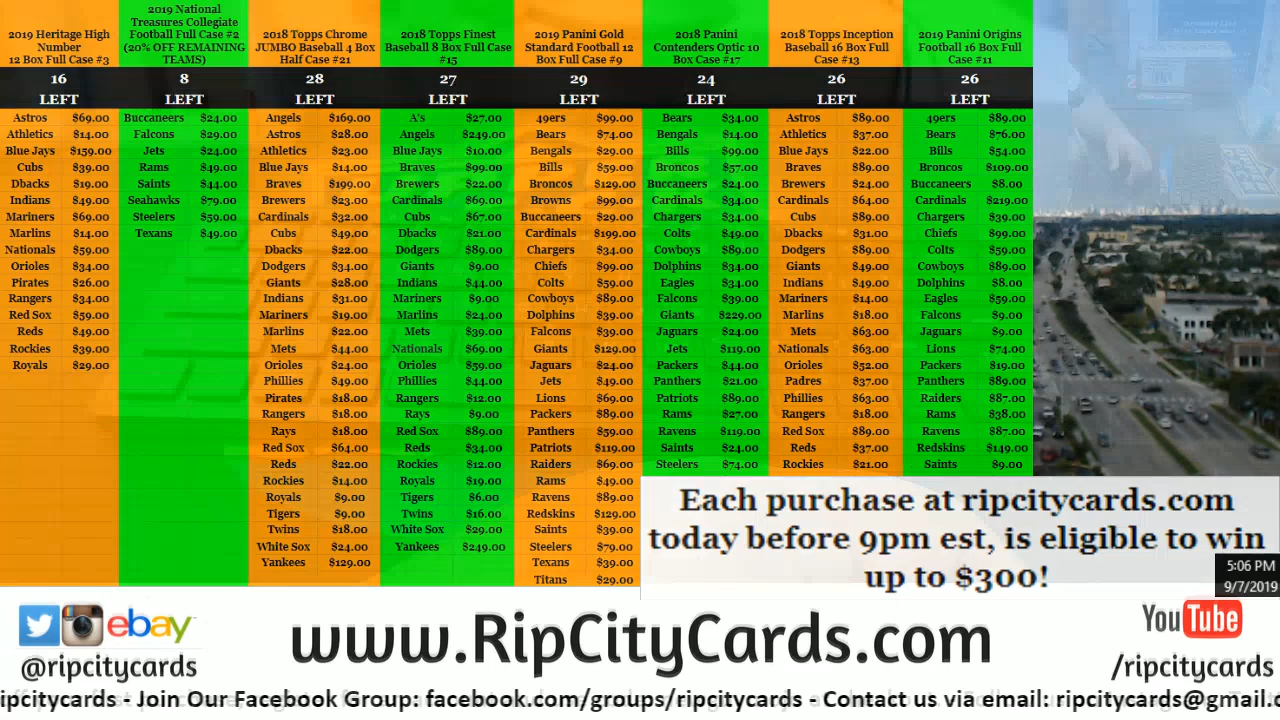 2019 Heritage High
Number
12 Box Full Case #3
16
LEFT
Astros $69.00
Athletics $14.00
Blue Jays $159.00
Cubs $39.00
Dbacks $19.00
Indians $49.00
Mariners $69.00
Marlins $14.00
Nationals $59.00
Orioles $34.00
Pirates $26.00
Rangers $34.00
Red Sox $59.00
Reds $49.00
Rockies $39.00
Royals $29.00
2019 National
Treasures Collegiate
Football Full Case #2
(20% OFF REMAINING
TEAMS)
8
LEFT
Buccaneers $24.00
Falcons $29.00
Jets $24.00
Rams $49.00
Saints $44.00
Seahawks $79.00
Steelers $59.00
Texans $49.00
2018 Topps Chrome
JUMBO Baseball 4 Box
Half Case #21
28
LEFT
Angels $169.00
Astros $28.00
Athletics $23.00
Blue Jays $14.00
Braves $199.00
Brewers $23.00
Cardinals $32.00
Cubs $49.00
Dbacks $22.00
Dodgers $34.00
Giants $28.00
Indians $31.00
Mariners $19.00
Marlins $22.00
Mets $44.00
Orioles $24.00
Phillies $49.00
Pirates $18.00
Rangers $18.00
Rays $18.00
Red Sox $64.00
Reds $22.00
Rockies $14.00
Royals $9.00
Tigers $9.00
Twins $18.00
White Sox $24.00
Yankees $129.00
2018 Topps Finest
Baseball 8 Box Full Case
#15
27
LEFT
A's $27.00
Angels $249.00
Blue Jays $10.00
Braves $99.00
Brewers $22.00
Cardinals $69.00
Cubs $67.00
Dbacks $21.00
Dodgers $89.00
Giants $9.00
Indians $44.00
Mariners $9.00
Marlins $24.00
Mets $39.00
Nationals $69.00
Orioles $59.00
Phillies $44.00
Rangers $12.00
Rays $9.00
Red Sox $89.00
Reds $34.00
Rockies $12.00
Royals $19.00
Tigers $6.00
Twins $16.00
White Sox $29.00
Yankees $249.00
2019 Panini Gold
Standard Football 12
Box Full Case #9
29
LEFT
49ers $99.00
Bears $74.00
Bengals $29.00
Bills $59.00
Broncos $129.00
Browns $99.00
Buccaneers $29.00
Cardinals $199.00
Chargers $34.00
Chiefs $99.00
Colts $59.00
Cowboys $89.00
Dolphins $39.00
Falcons $39.00
Giants $129.00
Jaguars $24.00
Jets $49.00
Lions $69.00
Packers $89.00
Panthers $59.00
Patriots $119.00
Raiders $69.00
Rams $49.00
Ravens $89.00
Redskins $129.00
Saints $39.00
Steelers $79.00
Texans $39.00
Titans $29.00
2018 Panini
Contenders Optic 10
Box Case #17
24
LEFT
Bears $34.00
Bengals $14.00
Bills $99.00
Broncos $57.00
Buccaneers $24.00
Cardinals $34.00
Chargers $34.00
Colts $49.00
Cowboys $89.00
Dolphins $34.00
Eagles $34.00
Falcons $39.00
Giants $229.00
Jaguars $24.00
Jets $119.00
Packers $44.00
Panthers $21.00
Patriots $89.00
Rams $27.00
Ravens $119.00
Saints $24.00
Steelers $74.00
2018 Topps Inception
Baseball 16 Box Full
Case #13
26
LEFT
Astros $89.00
Athletics $37.00
Blue Jays $22.00
Braves $89.00
Brewers $24.00
Cardinals $64.00
Cubs $89.00
Dbacks $31.00
Dodgers $89.00
Giants $49.00
Indians $49.00
Mariners $14.00
Marlins $18.00
Mets $63.00
Nationals $63.00
Orioles $52.00
Padres $37.00
Phillies $63.00
Rangers $18.00
Red Sox $89.00
Reds $37.00
Rockies $21.00
2019 Panini Origins
Football 16 Box Full
Case #11
26
LEFT
49ers $89.00
Bears $76.00
Bills $54.00
Broncos $109.00
Buccaneers $8.00
Cardinals $219.00
Chargers $39.00
Chiefs $99.00
Colts $59.00
Cowboys $89.00
Dolphins $8.00
Eagles $59.00
Falcons $9.00
Jaguars $9.00
Lions $74.00
Packers $19.00
Panthers $89.00
Raiders $87.00
Rams $38.00
Ravens $87.00
Redskins $149.00
Saints $9.00
Each purchase at ripcitycards.com
today before 9pm est, is eligible to win
up to $300!
5:06 PM
9/7/2019
ebay
@ripcitycards
www.RipCityCards.com
YouTube
/ripcitycards
ripcitycards - Join Our Facebook Group: facebook.com/groups/ripcitycards - Contact us via email: ripcitycards@gmail.c